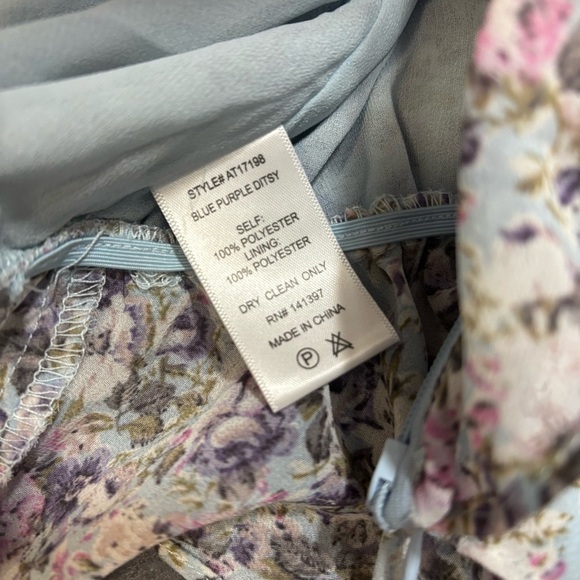 STYLE# AT17198
BLUE PURPLE DITSY
SELF:
100% POLYESTER
LINING:
100% POLYESTER
DRY CLEAN ONLY
RN# 141397
MADE IN CHINA
P